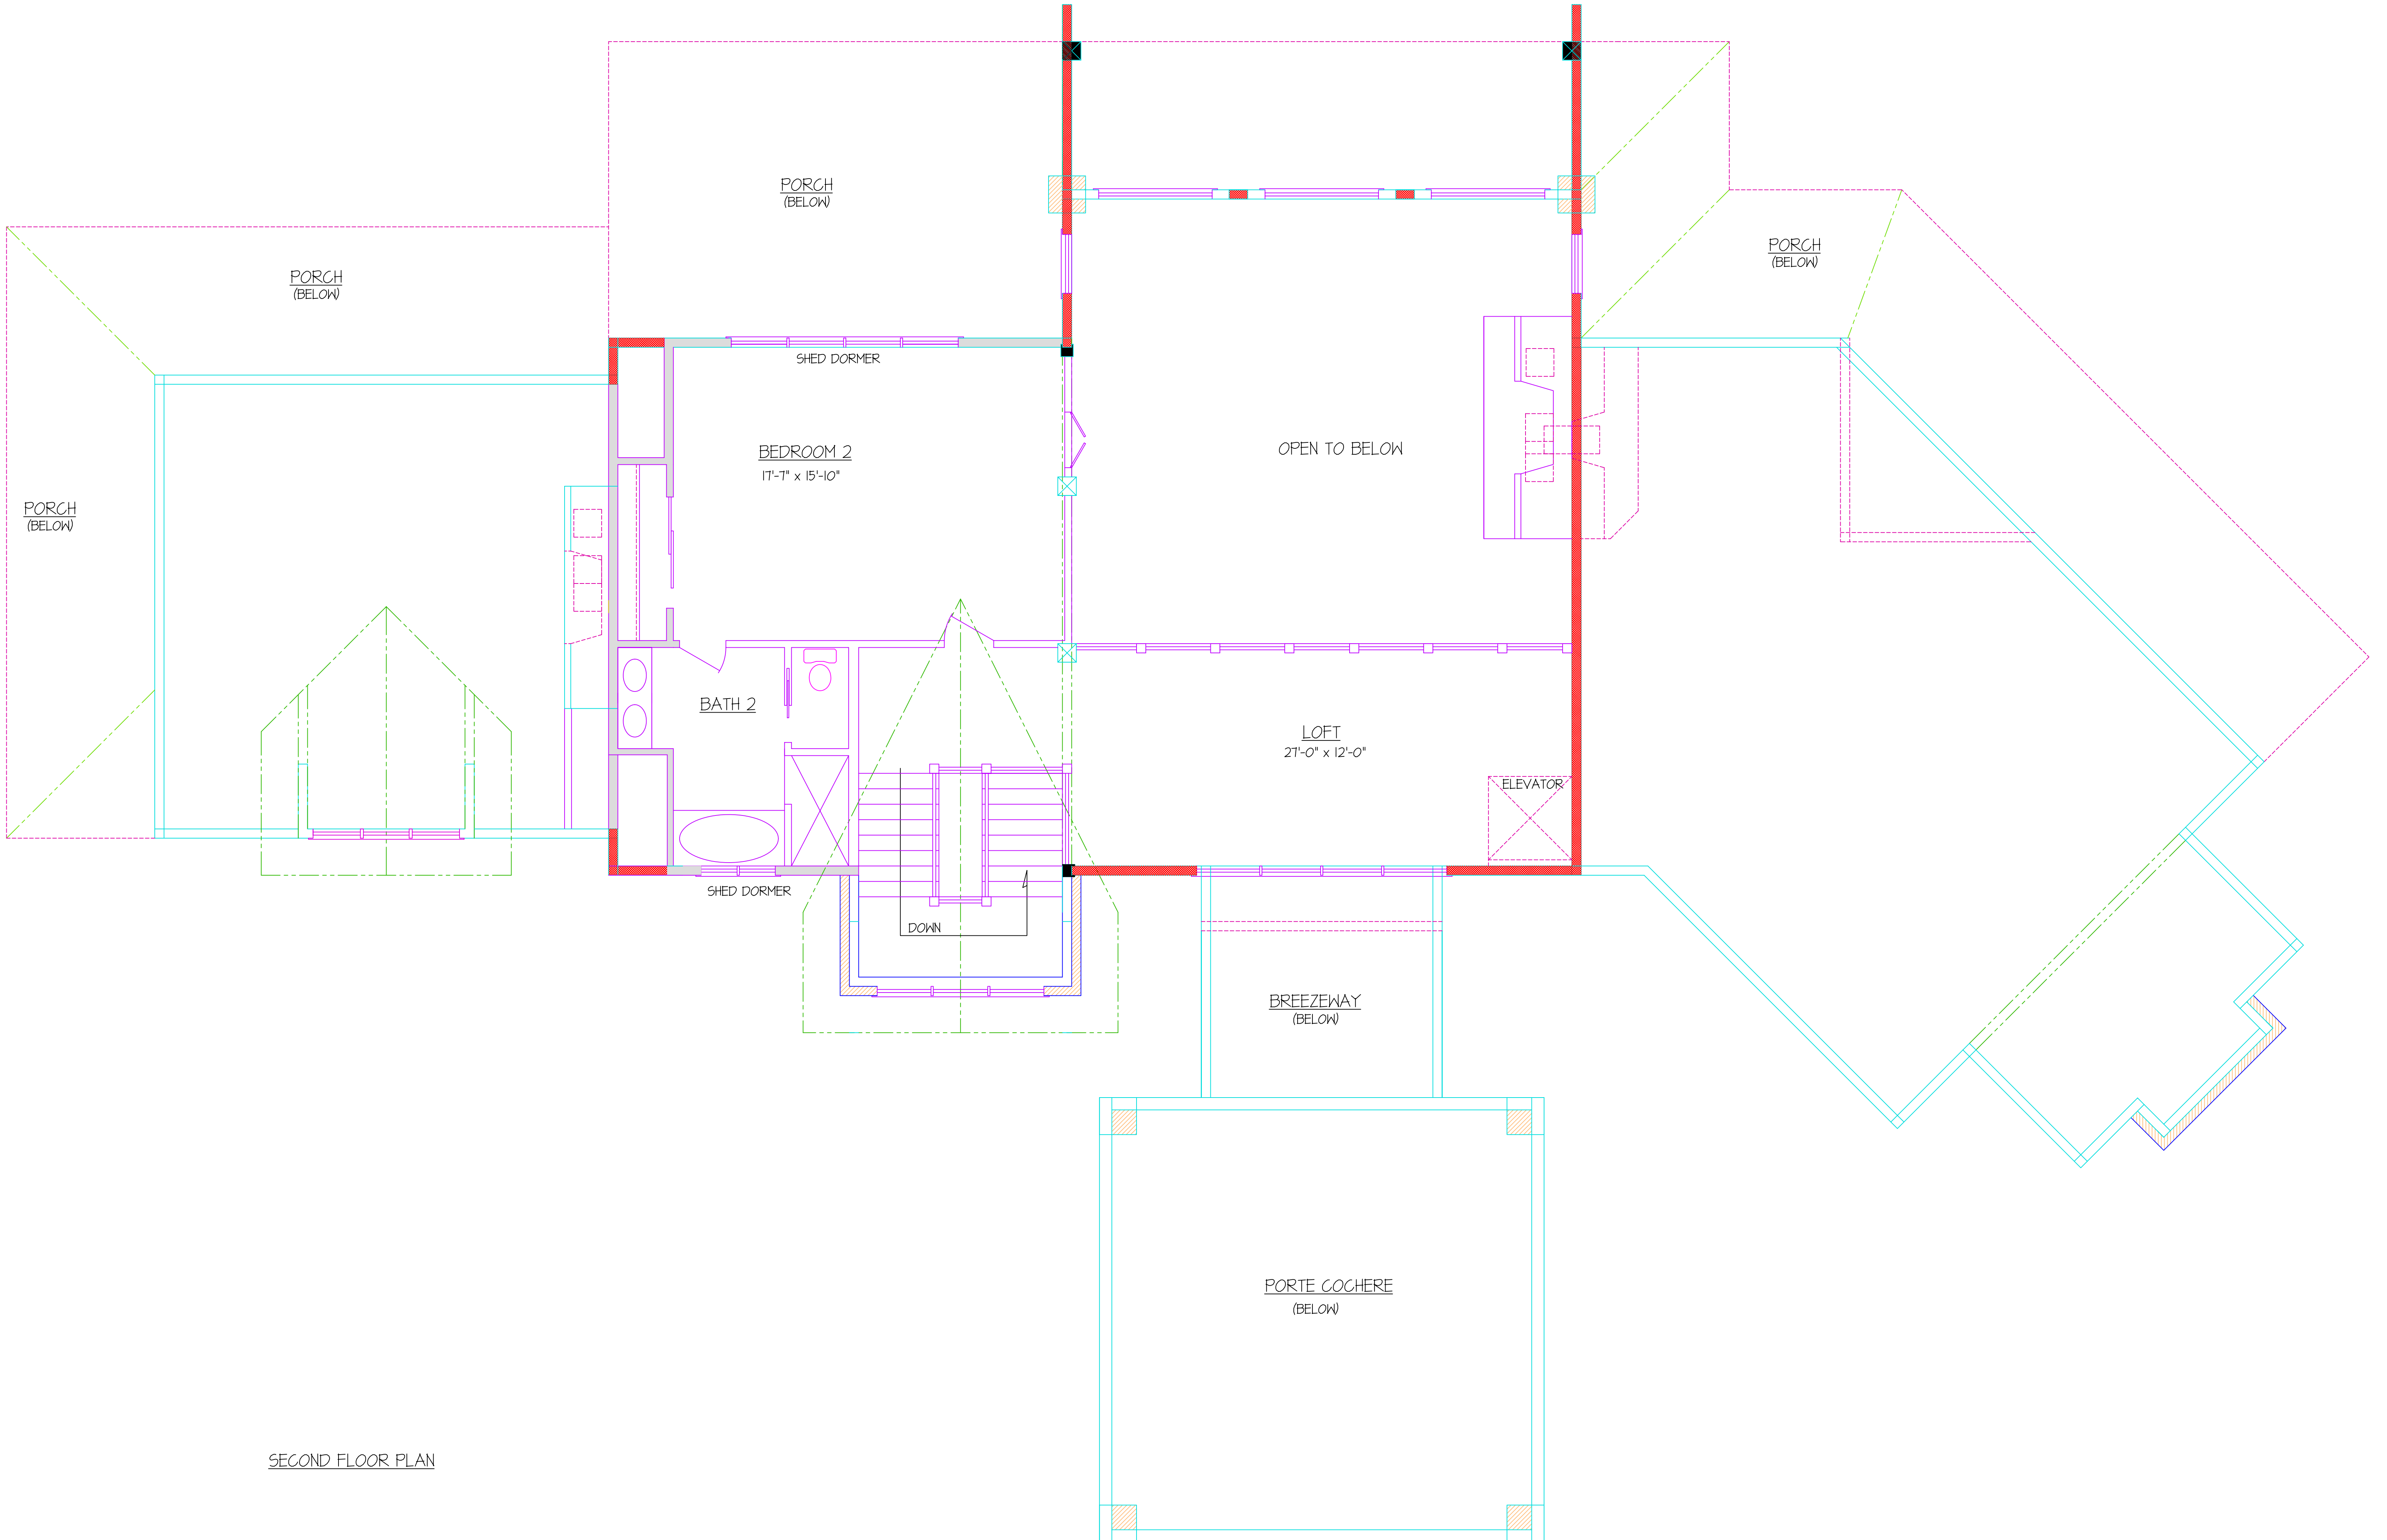 PORCH
(BELOW)
PORCH
(BELOW)
PORCH
(BELOW)
SHED DORMER
BEDROOM 2
17'-7" x 15'-10"
OPEN TO BELOW
PORCH
(BELOW)
BATH 2
LOFT
27'-0" x 12'-0"
ELEVATOR
SHED DORMER
DOWN
BREEZEWAY
(BELOW)
PORTE COCHERE
(BELOW)
SECOND FLOOR PLAN